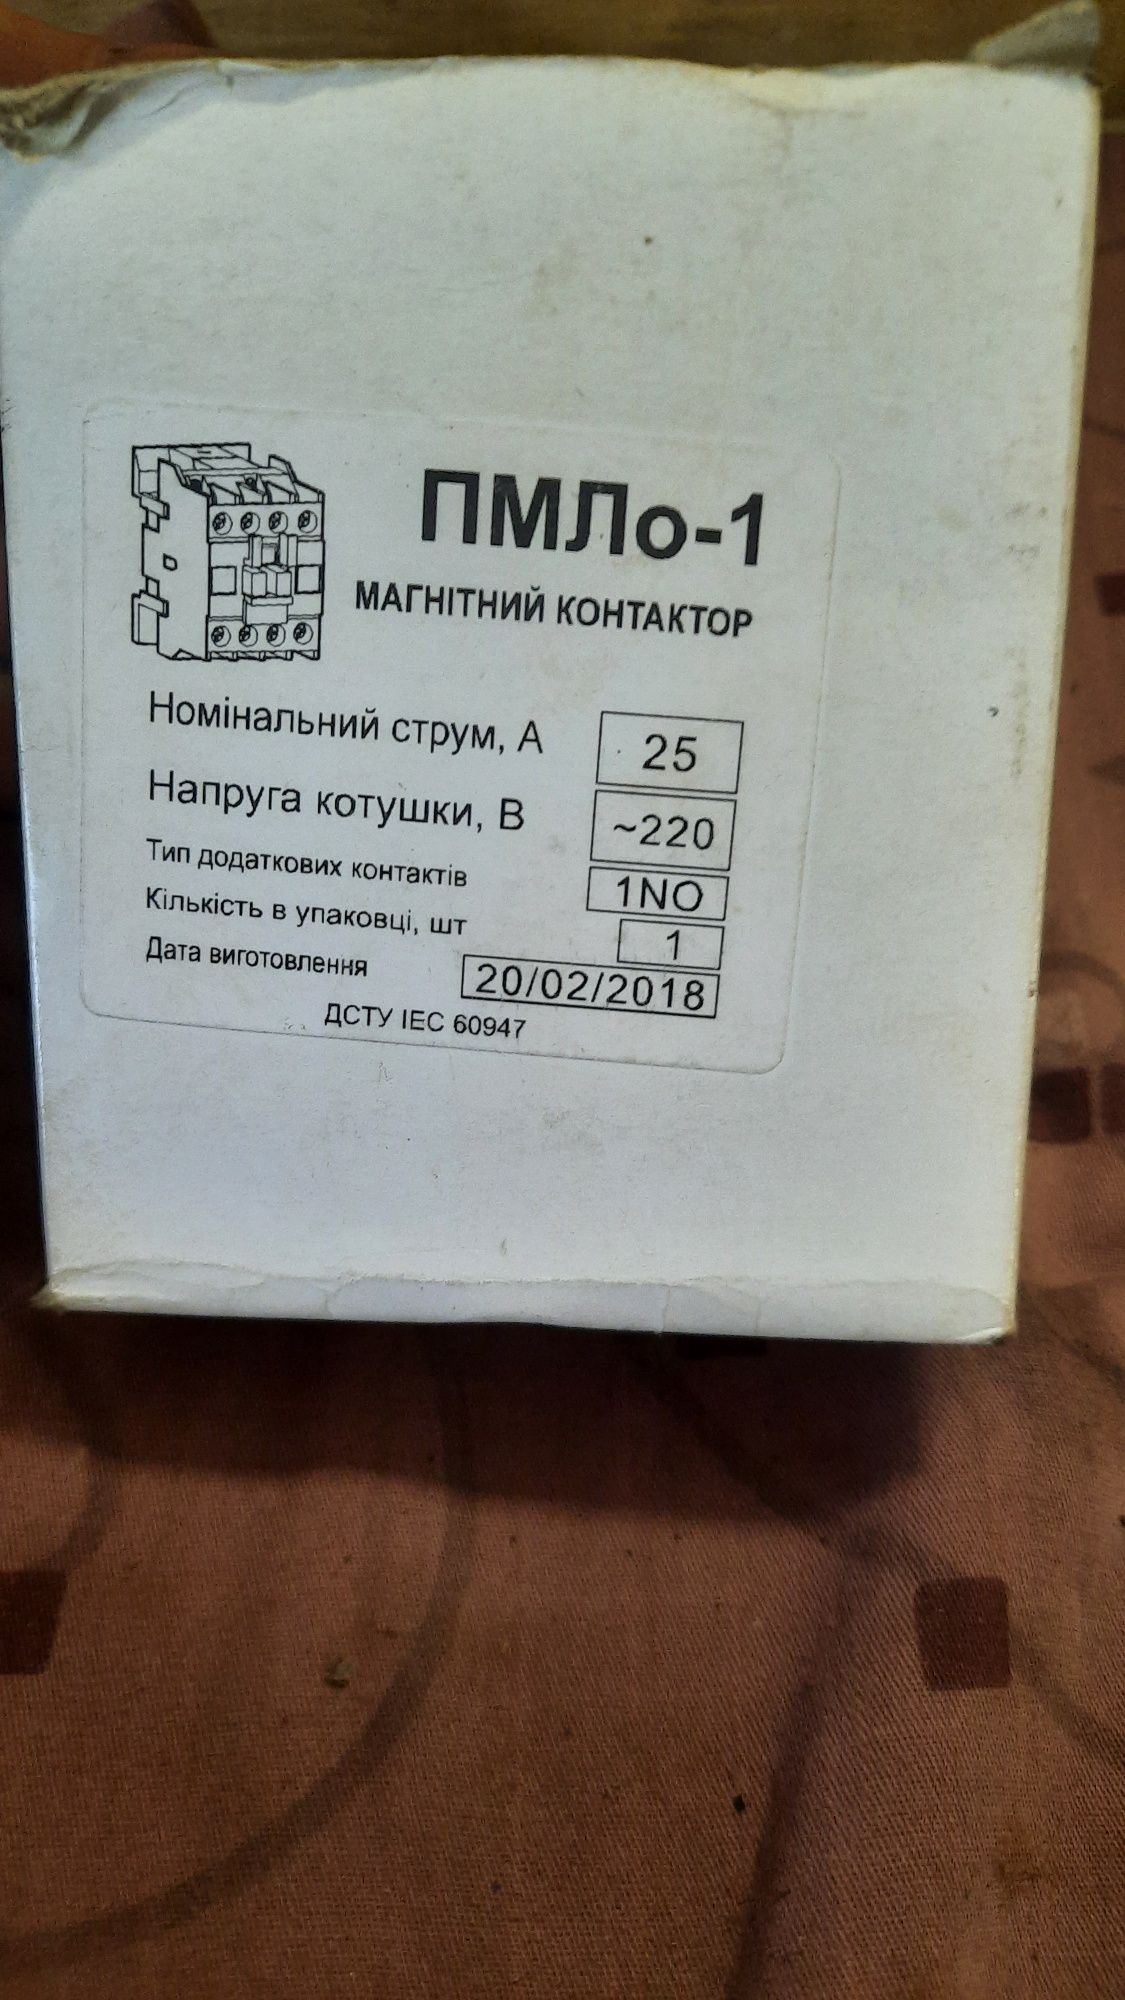 ПМЛо-1
МАГНІТНИЙ КОНТАКТОР
Номінальний струм, А 25
Напруга котушки, В ~220
Тип додаткових контактів 1NO
Кількість в упаковці, шт 1
Дата виготовлення 20/02/2018
ДСТУ IEC 60947